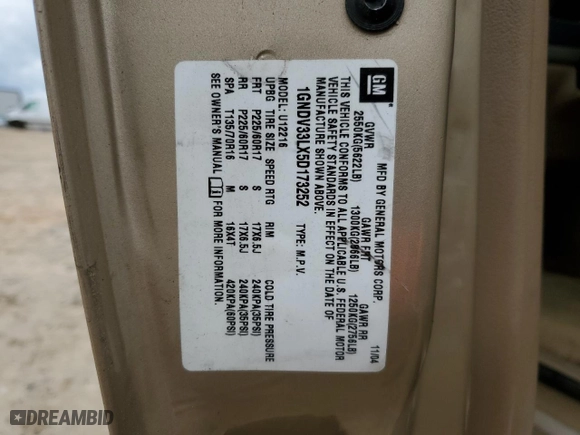 GM
MFD BY GENERAL MOTORS CORP. 11/04
GVWR GAWR FRT GAWR RR
2550KG(5622LB) 1300KG(2866LB) 1250KG(2756LB)
THIS VEHICLE CONFORMS TO ALL APPLICABLE U.S. FEDERAL MOTOR
VEHICLE SAFETY STANDARDS IN EFFECT ON THE DATE OF
MANUFACTURE SHOWN ABOVE.
1GNDV33LX5D173252 TYPE: M.P.V.
MODEL: U12216
UPBG TIRE SIZE SPEED RTG RIM COLD TIRE PRESSURE
FRT P225/60R17 S 17X6.5J 240KPA(35PSI)
RR P225/60R17 S 17X6.5J 240KPA(35PSI)
SPA T135/70R16 M 16X4T 420KPA(60PSI)
SEE OWNER'S MANUAL FOR MORE INFORMATION.
DREAMBID